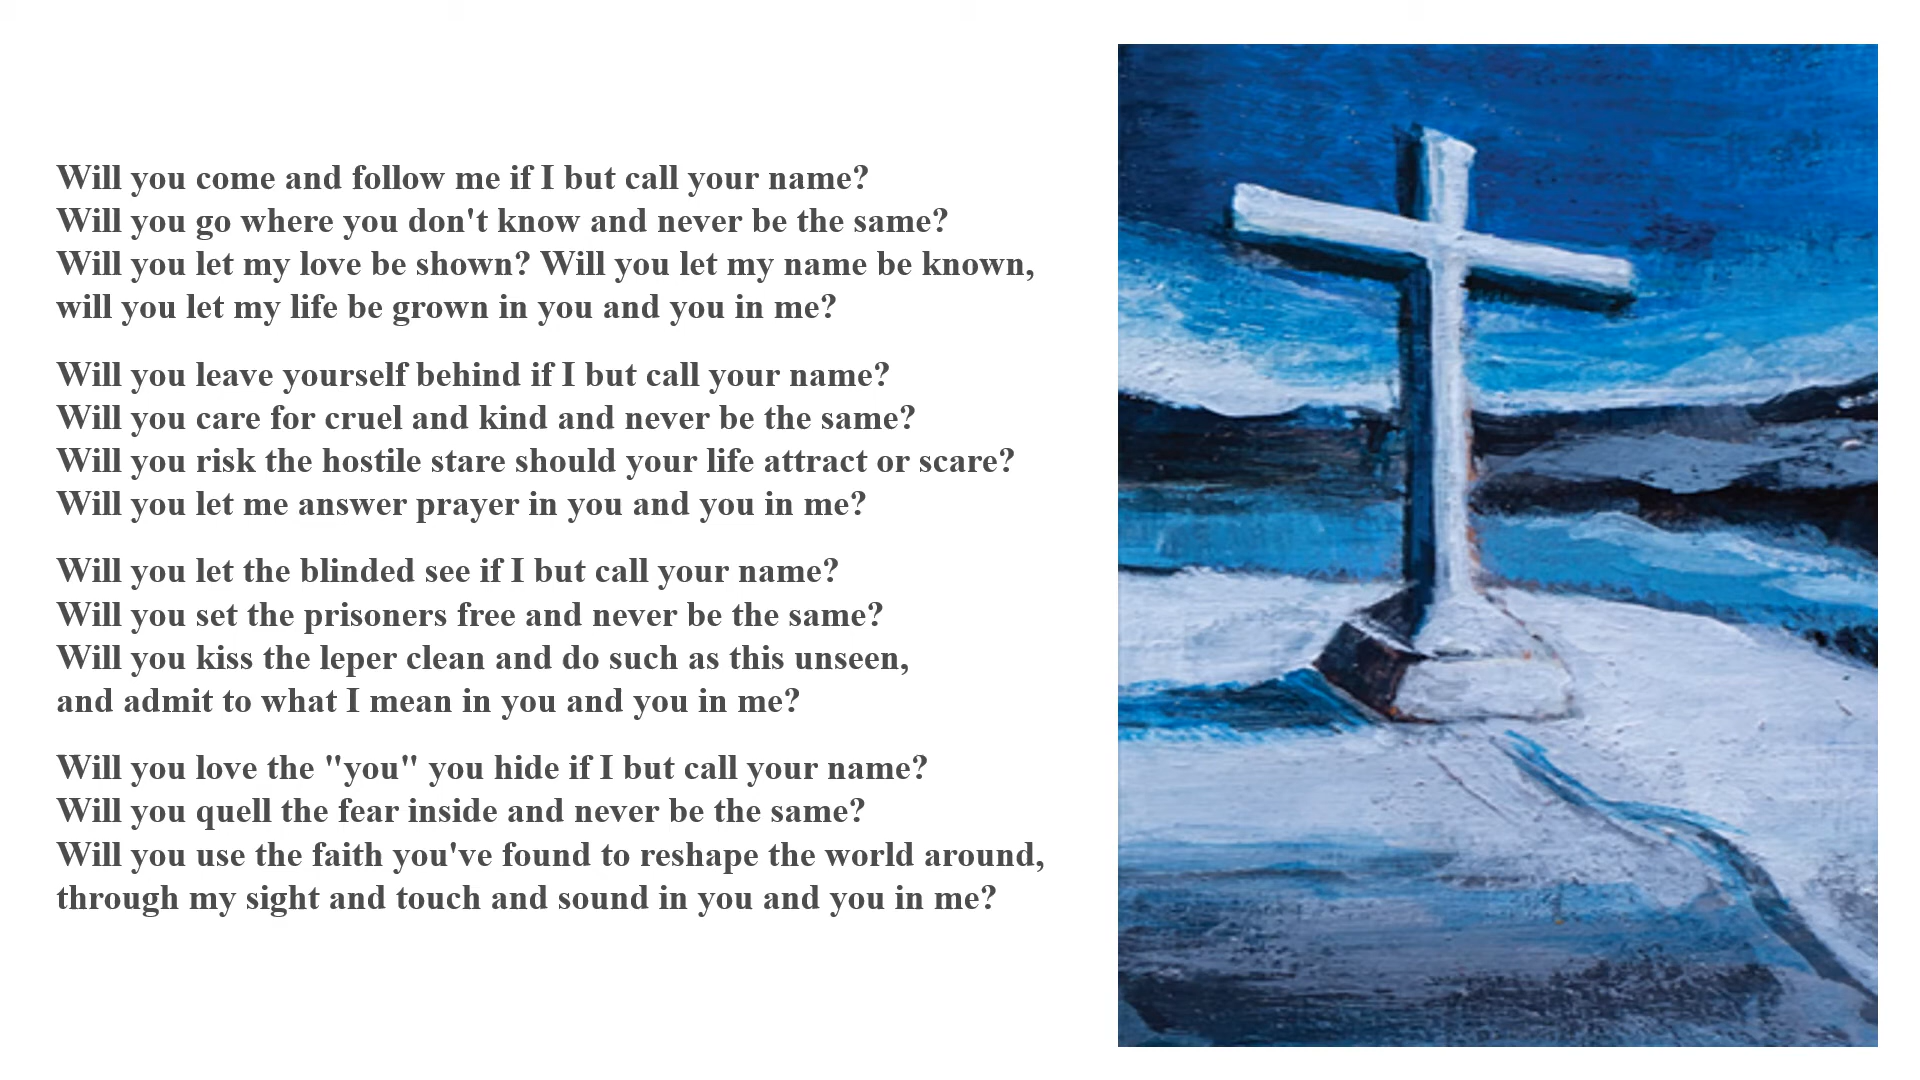 Will you come and follow me if I but call your name?
Will you go where you don't know and never be the same?
Will you let my love be shown? Will you let my name be known,
will you let my life be grown in you and you in me?
Will you leave yourself behind if I but call your name?
Will you care for cruel and kind and never be the same?
Will you risk the hostile stare should your life attract or scare?
Will you let me answer prayer in you and you in me?
Will you let the blinded see if I but call your name?
Will you set the prisoners free and never be the same?
Will you kiss the leper clean and do such as this unseen,
and admit to what I mean in you and you in me?
Will you love the "you" you hide if I but call your name?
Will you quell the fear inside and never be the same?
Will you use the faith you've found to reshape the world around,
through my sight and touch and sound in you and you in me?